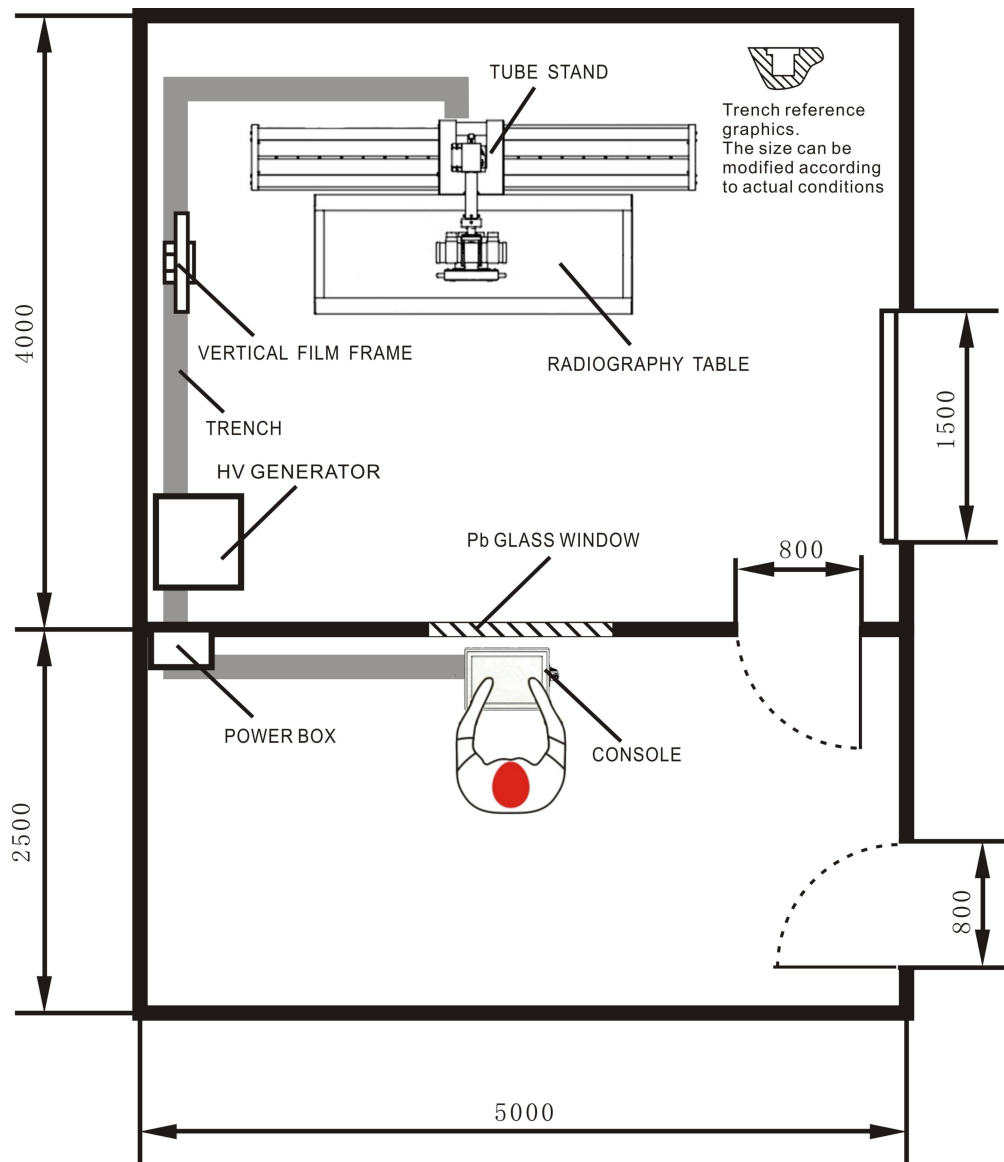 TUBE STAND
Trench reference
graphics.
The size can be
modified according
to actual conditions
4000
VERTICAL FILM FRAME
RADIOGRAPHY TABLE
1500
TRENCH
HV GENERATOR
Pb GLASS WINDOW
800
POWER BOX
CONSOLE
2500
800
5000